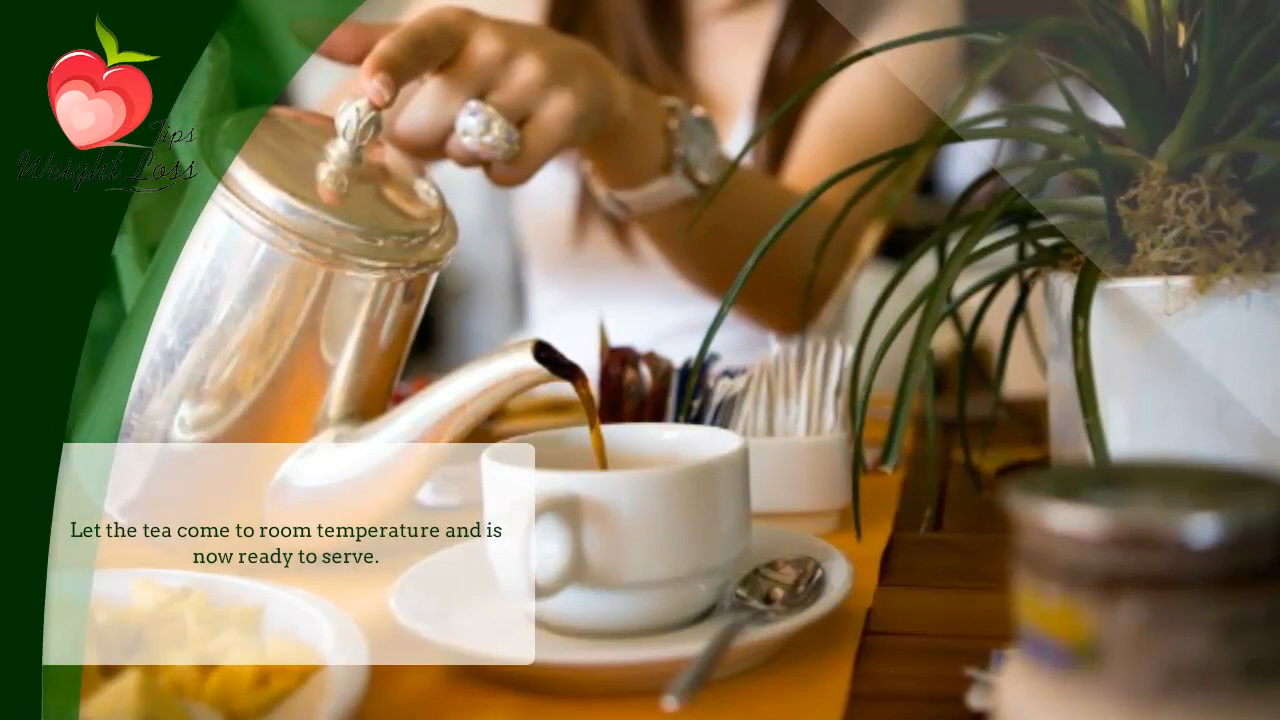 Tips
Weight Loss
Let the tea come to room temperature and is
now ready to serve.